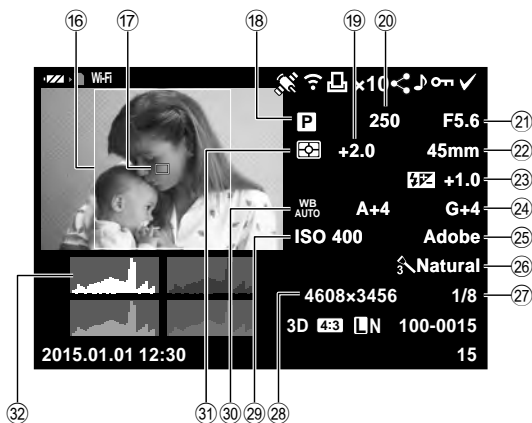 ⑯ ⑰ ⑱ ⑲ ⑳
Wi-Fi ×10
P 250 F5.6 ㉑
+2.0 45mm ㉒
+1.0 ㉓
WB AUTO A+4 G+4 ㉔
ISO 400 Adobe ㉕
3 Natural ㉖
4608×3456 1/8 ㉗
3D 4:3 LN 100-0015
2015.01.01 12:30 15
㉜ ㉛ ㉚ ㉙ ㉘